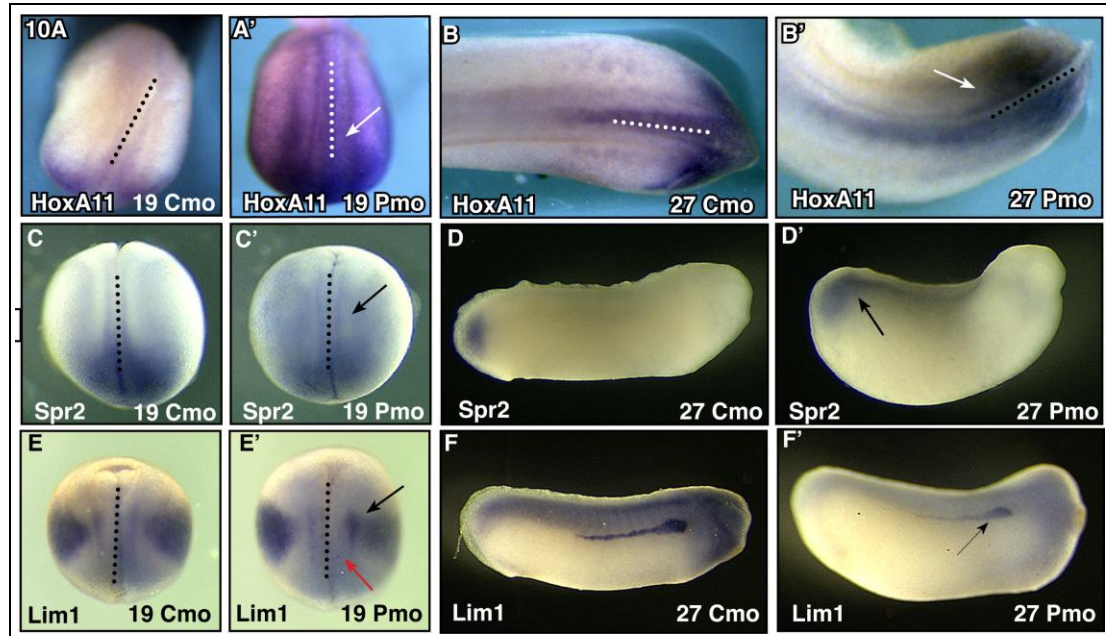 10A
HoxA11 19 Cmo
A'
HoxA11 19 Pmo
B
HoxA11 27 Cmo
B'
HoxA11 27 Pmo
C
Spr2 19 Cmo
C'
Spr2 19 Pmo
D
Spr2 27 Cmo
D'
Spr2 27 Pmo
E
Lim1 19 Cmo
E'
Lim1 19 Pmo
F
Lim1 27 Cmo
F'
Lim1 27 Pmo